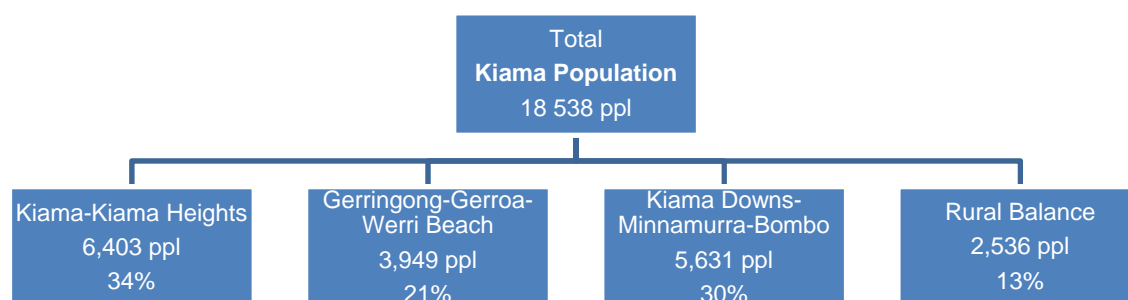 Total
Kiama Population
18 538 ppl
Kiama-Kiama Heights
6,403 ppl
34%
Gerringong-Gerroa-
Werri Beach
3,949 ppl
21%
Kiama Downs-
Minnamurra-Bombo
5,631 ppl
30%
Rural Balance
2,536 ppl
13%